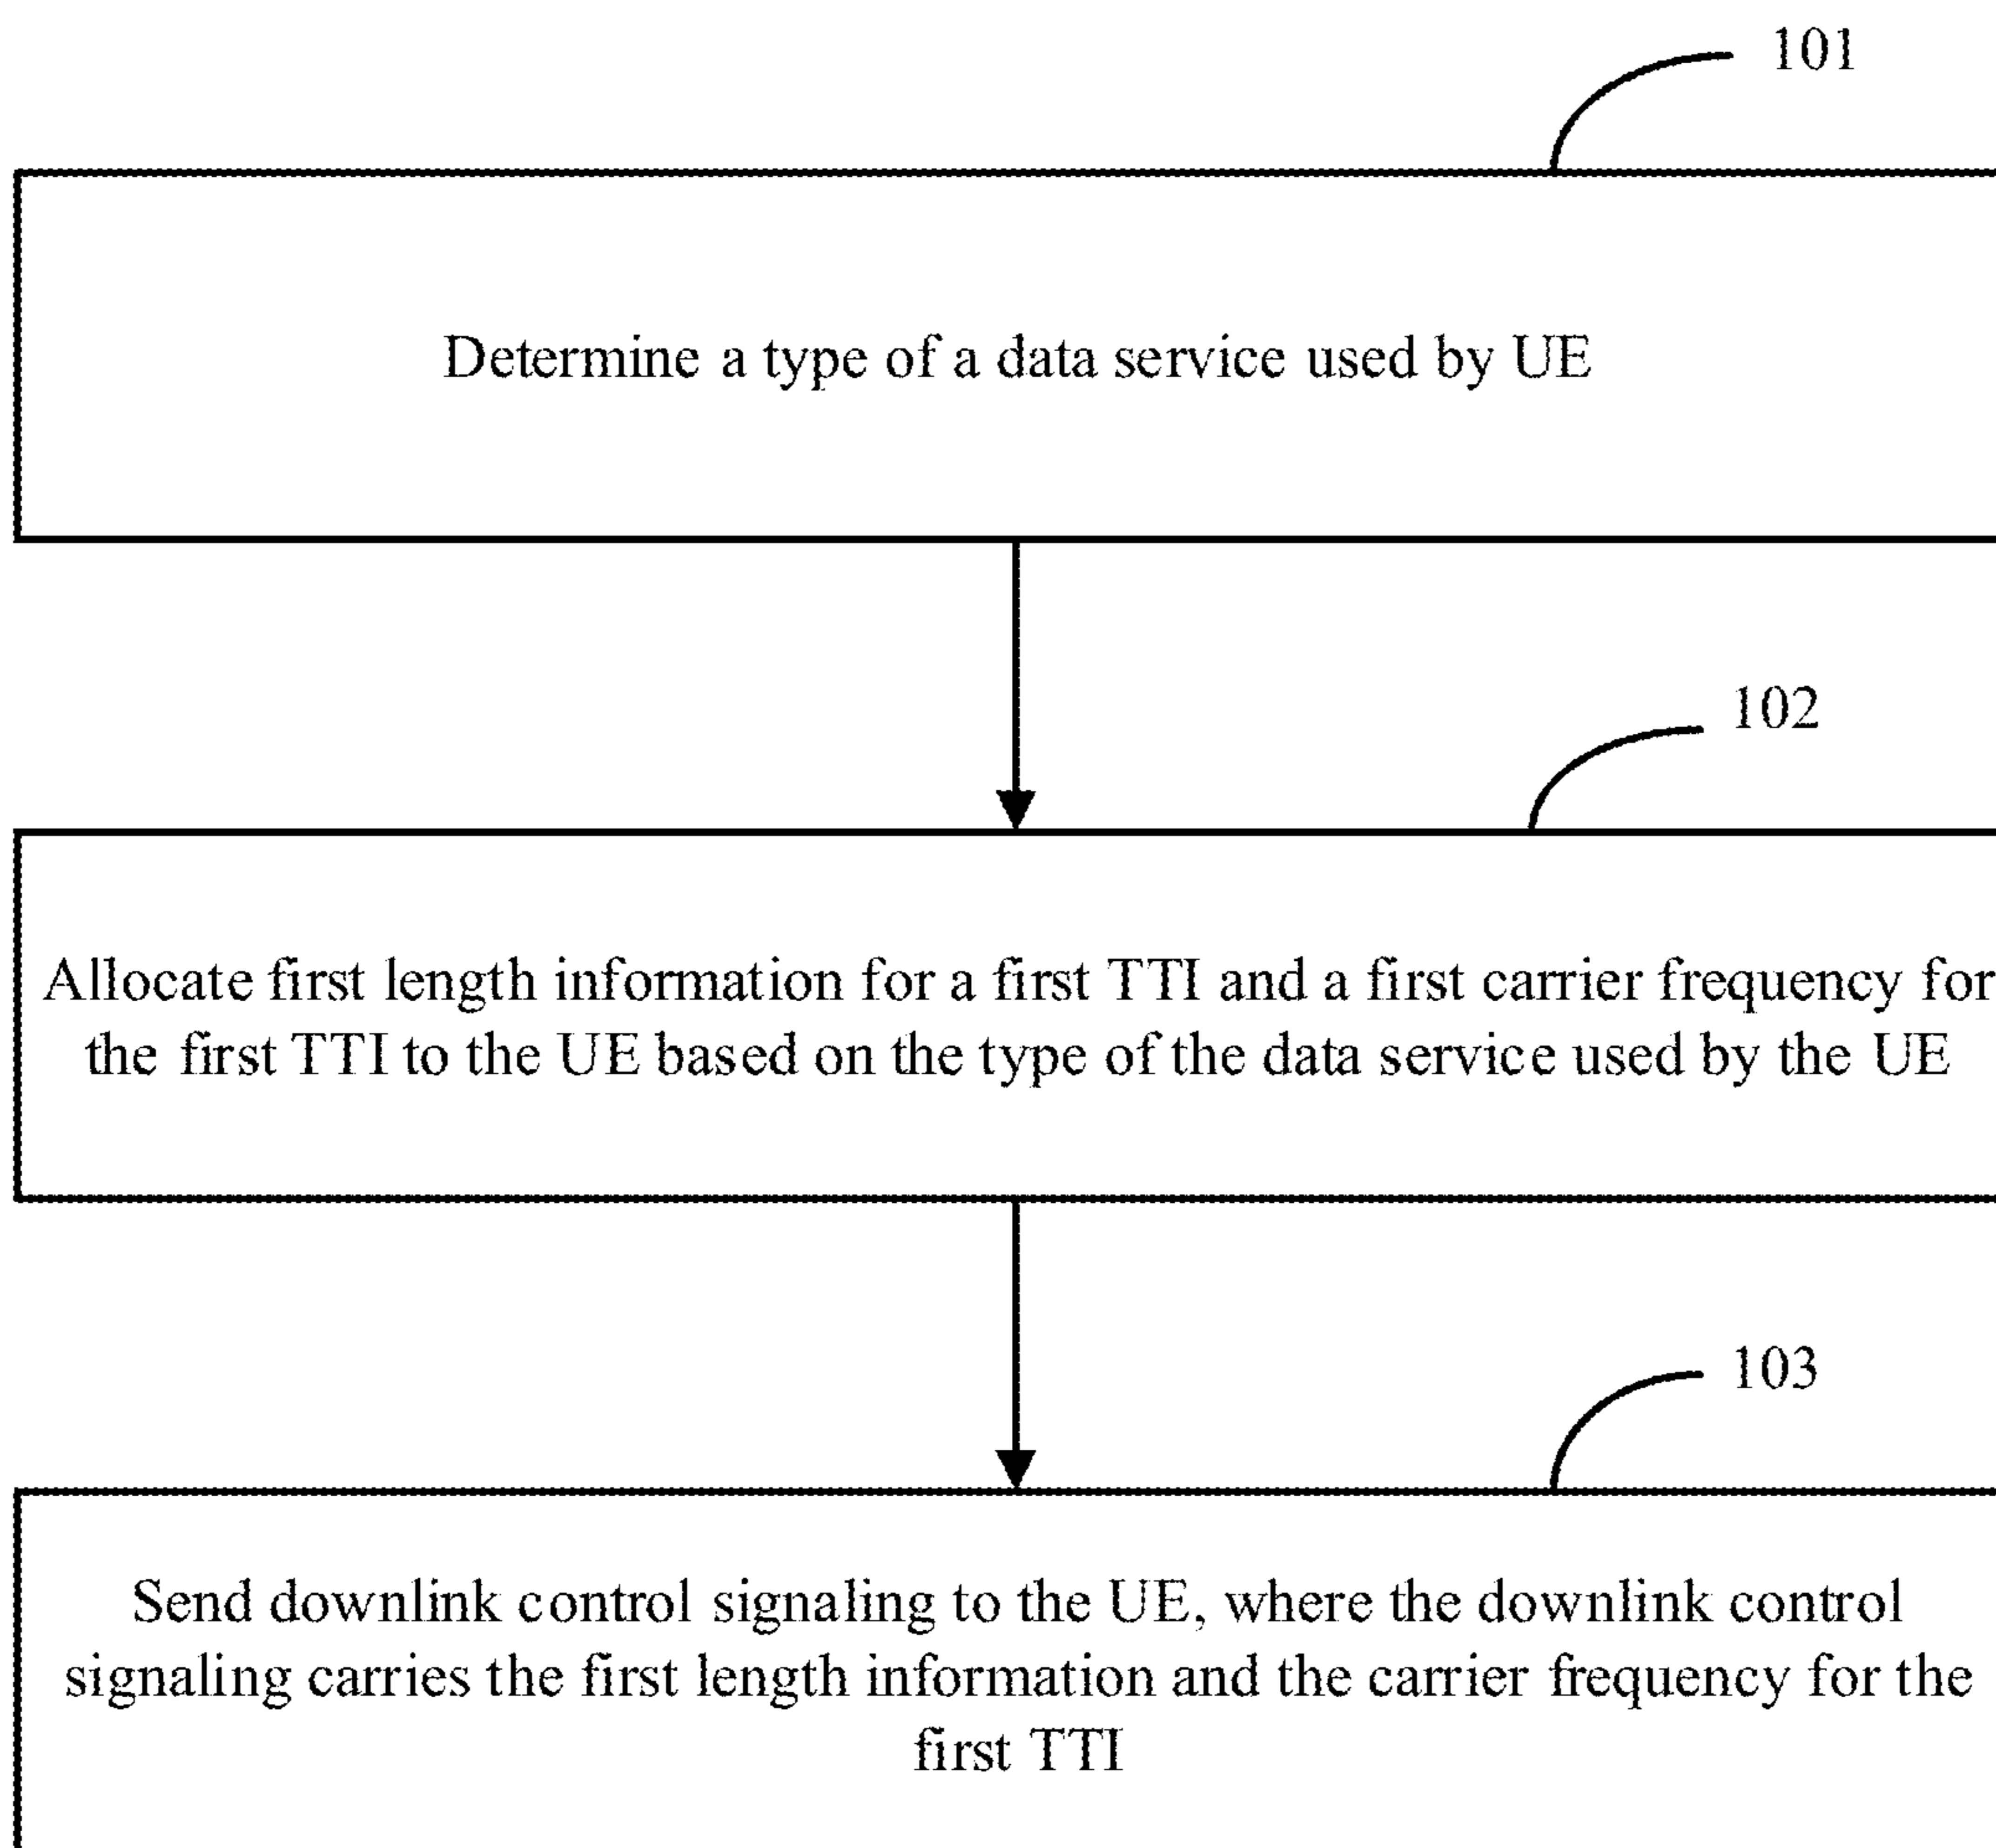 101
Determine a type of a data service used by UE
102
Allocate first length information for a first TTI and a first carrier frequency for
the first TTI to the UE based on the type of the data service used by the UE
103
Send downlink control signaling to the UE, where the downlink control
signaling carries the first length information and the carrier frequency for the
first TTI